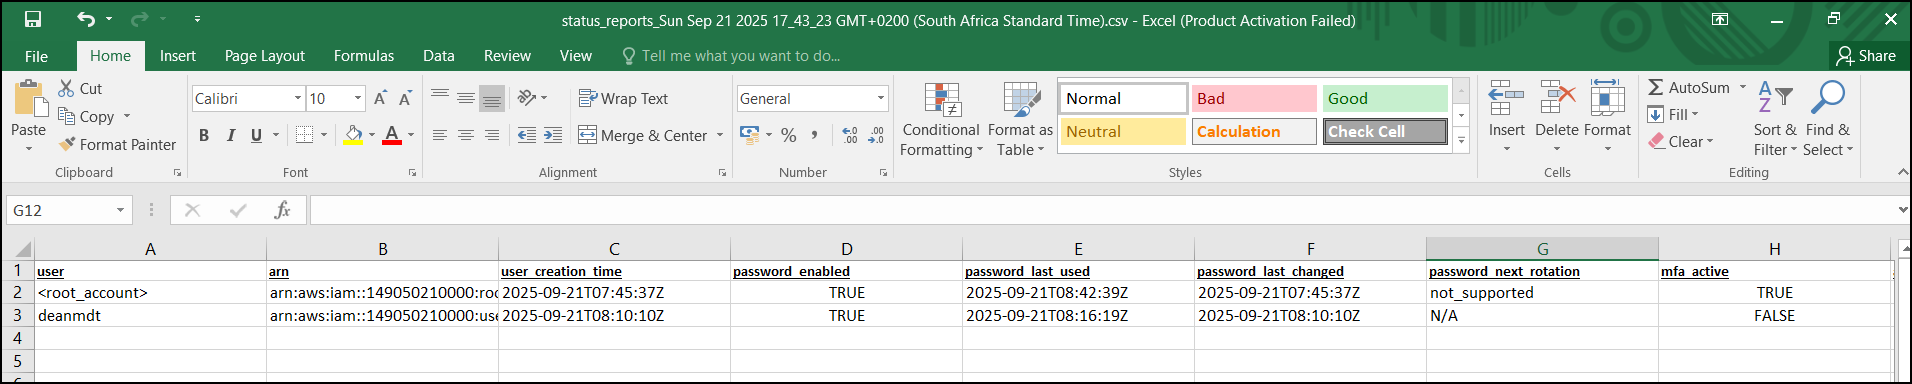 status_reports_Sun Sep 21 2025 17_43_23 GMT+0200 (South Africa Standard Time).csv - Excel (Product Activation Failed)
File Home Insert Page Layout Formulas Data Review View Tell me what you want to do... Share
Cut
Copy
Format Painter
Paste
Clipboard
Calibri 10 A A
B I U A
Font
Wrap Text
Merge & Center
Alignment
General
% , .00 .00
Number
Conditional Formatting
Format as Table
Normal Bad Good
Neutral Calculation Check Cell
Styles
Insert Delete Format
Cells
AutoSum
Fill
Clear
Sort & Filter
Find & Select
Editing
G12 fx
A B C D E F G H
1 user arn user_creation_time password_enabled password_last_used password_last_changed password_next_rotation mfa_active
2 <root_account> arn:aws:iam::149050210000:roo 2025-09-21T07:45:37Z TRUE 2025-09-21T08:42:39Z 2025-09-21T07:45:37Z not_supported TRUE
3 deanmdt arn:aws:iam::149050210000:use 2025-09-21T08:10:10Z TRUE 2025-09-21T08:16:19Z 2025-09-21T08:10:10Z N/A FALSE
4
5